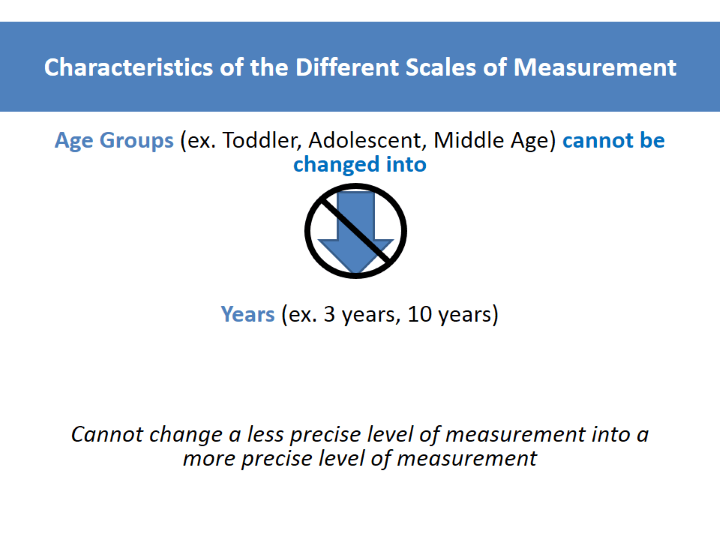 Characteristics of the Different Scales of Measurement
Age Groups (ex. Toddler, Adolescent, Middle Age) cannot be
changed into
Years (ex. 3 years, 10 years)
Cannot change a less precise level of measurement into a
more precise level of measurement